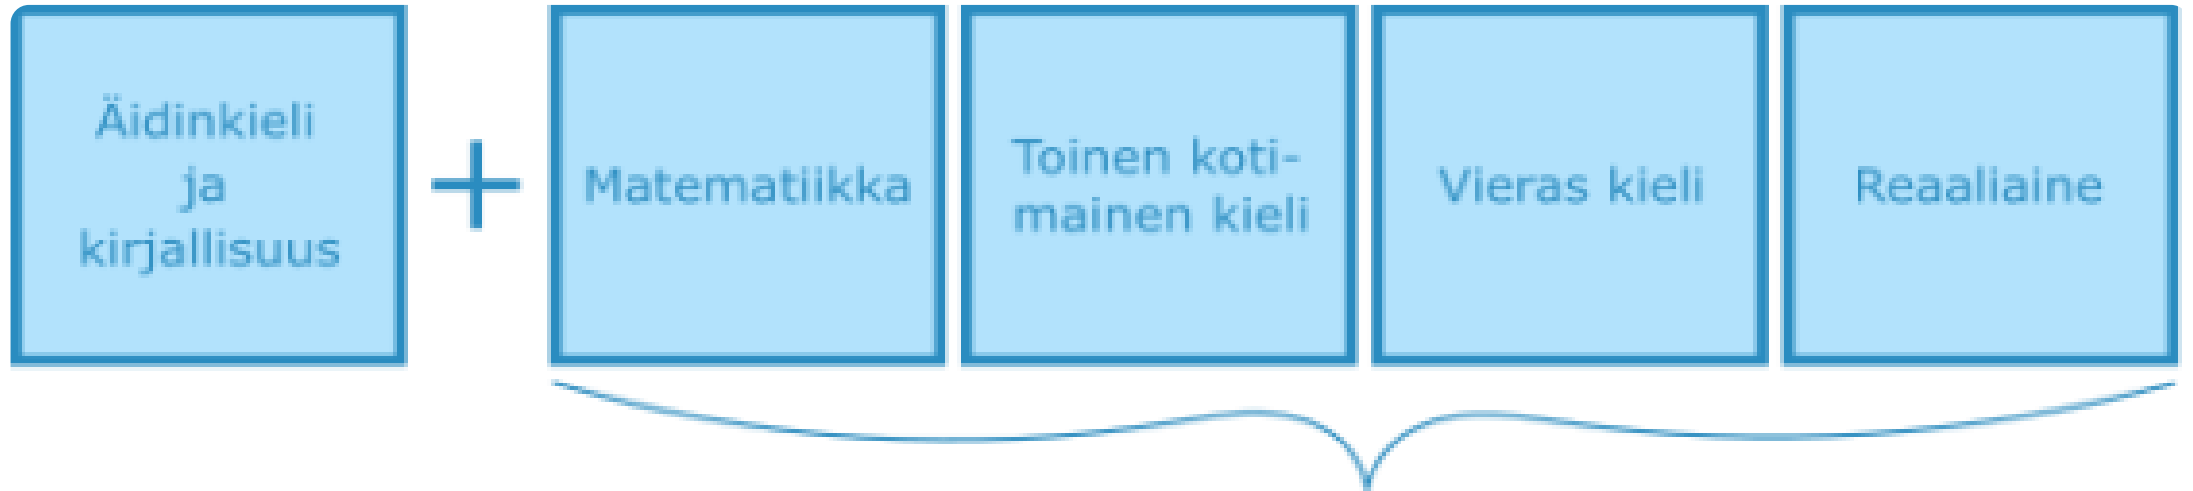 Äidinkieli
ja
kirjallisuus
+
Matematiikka
Toinen koti-
mainen kieli
Vieras kieli
Reaaliaine